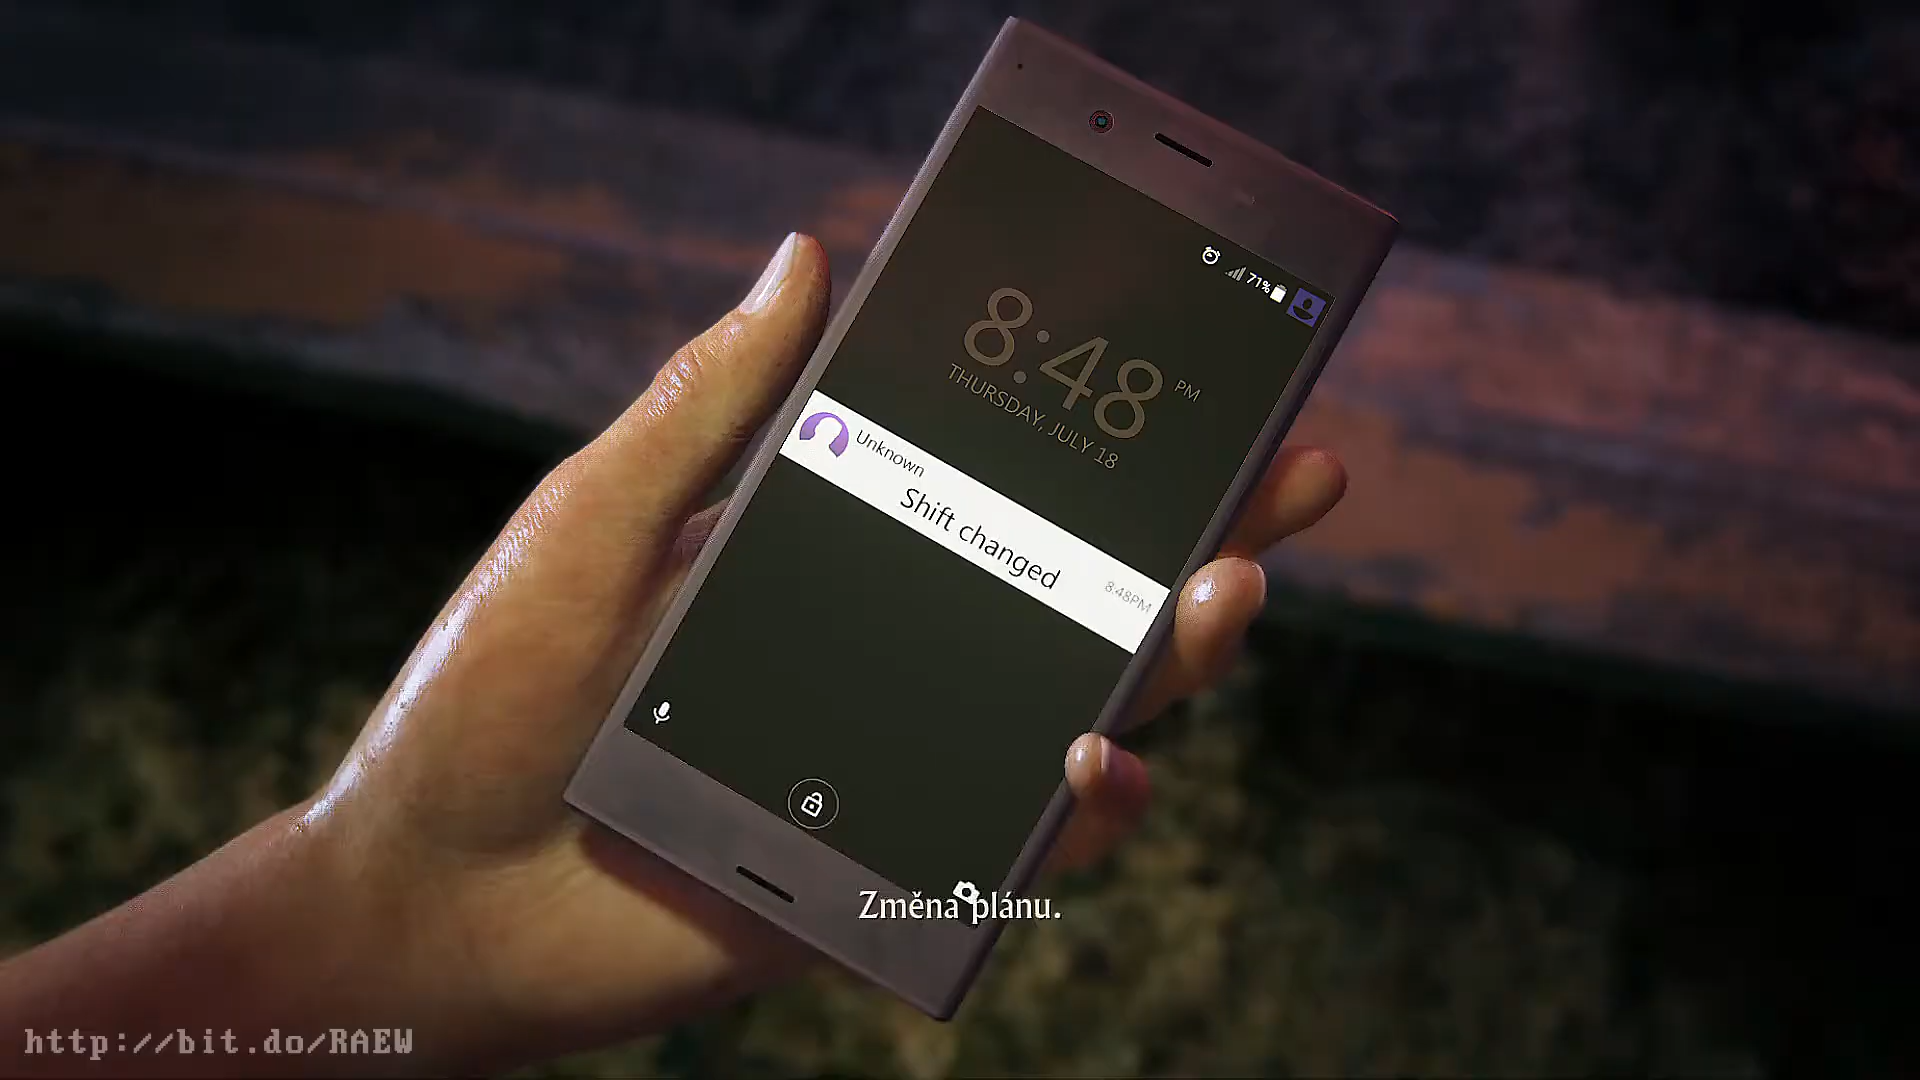 71%
8:48 PM
THURSDAY, JULY 18
Unknown
Shift changed
8:48PM
Změna plánu.
http://bit.do/RAEW